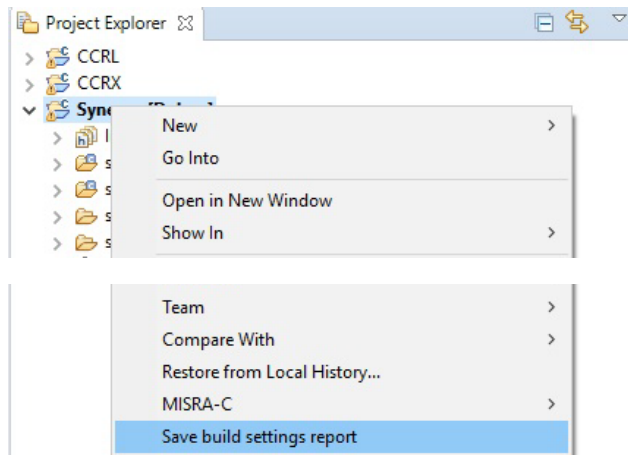 Project Explorer
CCRL
CCRX
New
Go Into
Open in New Window
Show In
Team
Compare With
Restore from Local History...
MISRA-C
Save build settings report